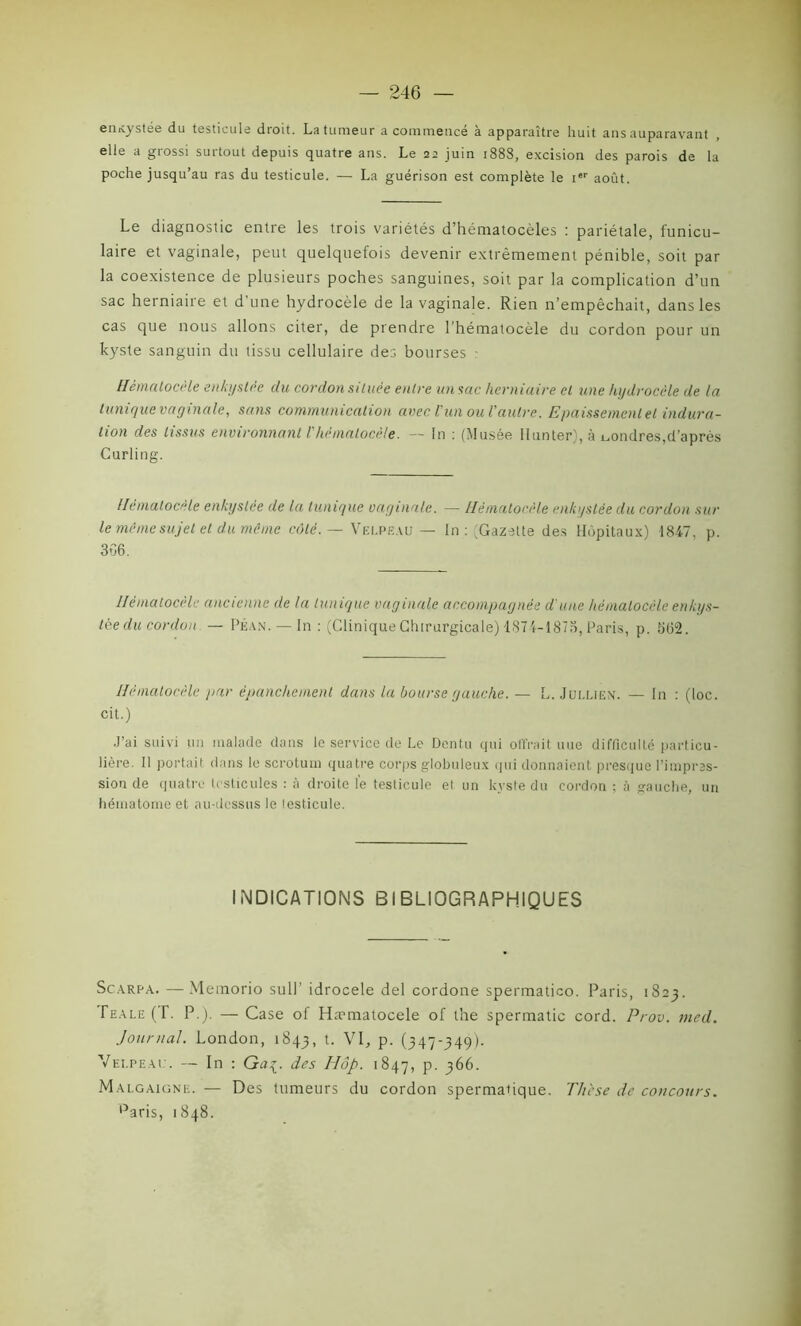 — 246 —
enkystée du testicule droit. La tumeur a commencé à apparaître huit ans auparavant ,
elle a grossi surtout depuis quatre ans. Le 22 juin 1888, excision des parois de la
poche jusqu’au ras du testicule. — La guérison est complète le 1er août.
Le diagnostic entre les trois variétés d’hématocèles : pariétale, funicu-
laire et vaginale, peut quelquefois devenir extrêmement pénible, soit par
la coexistence de plusieurs poches sanguines, soit par la complication d’un
sac herniaire et d’une hydrocèle de la vaginale. Rien n’empêchait, dans les
cas que nous allons citer, de prendre l’hématocèle du cordon pour un
kyste sanguin du tissu cellulaire des bourses :
Hématocèle enkystée du cordon située entre un sac herniaire et une hydrocèle de la
tunique vaginale, sans communication avec l'un ou l'autre. Epaissement et indura-
tion des tissus environnant l'hématocèle. — In : (Musée Hunter), à Londres, d’après
Curling.
Hématocèle enkystée de la tunique vaginale. — Hématocèle enkystée du cordon sur
le même sujet et du même côté. — VELPEAU — In : (Gazette des Hôpitaux) 1847, p.
366.
Hématocèle ancienne de la tunique vaginale accompagnée d'une hématocèle enkys-
tée du cordon. — PÉAN. — In : (Clinique Chirurgicale) 1874-1875, Paris, p. 562.
Hématocèle par épanchement dans la bourse gauche. — L. JULLIEN. — In : (loc.
cit.)
J’ai suivi un malade dans le service de Le Dentu qui offrait une difficulté particu-
lière. Il portait dans le scrotum quatre corps globuleux qui donnaient presque l’impres-
sion de quatre testicules : à droite le testicule et un kyste du cordon ; à gauche, un
hématome et au-dessus le testicule.
INDICATIONS BIBLIOGRAPHIQUES
SCARPA. — Memorio sull’ idrocele del cordone spermatico. Paris, 1823.
TEALE (T. P.). — Case of Hæmatocele of the spermatic cord. Prov. med.
Journal. London, 1843, t. VI, p. (347-349).
VELPEAU. — In : Gaz. des Hôp. 1847, p. 366.
MALGAIGNE. — Des tumeurs du cordon spermatique. Thèse de concours.
Paris, 1848.